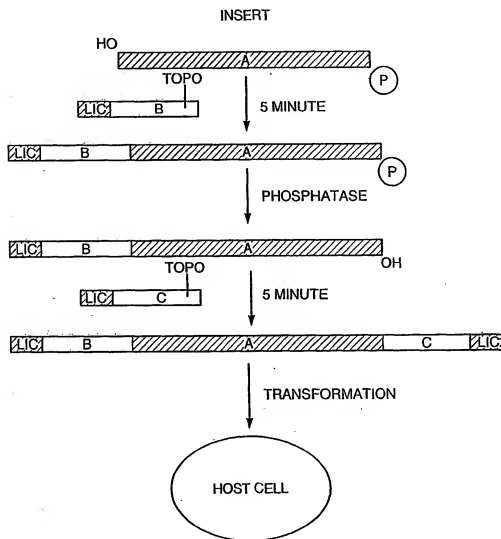 INSERT
HO
A
P
TOPO
LIC B
5 MINUTE
LIC B A
P
PHOSPHATASE
LIC B A
OH
TOPO
LIC C
5 MINUTE
LIC B A C LIC
TRANSFORMATION
HOST CELL